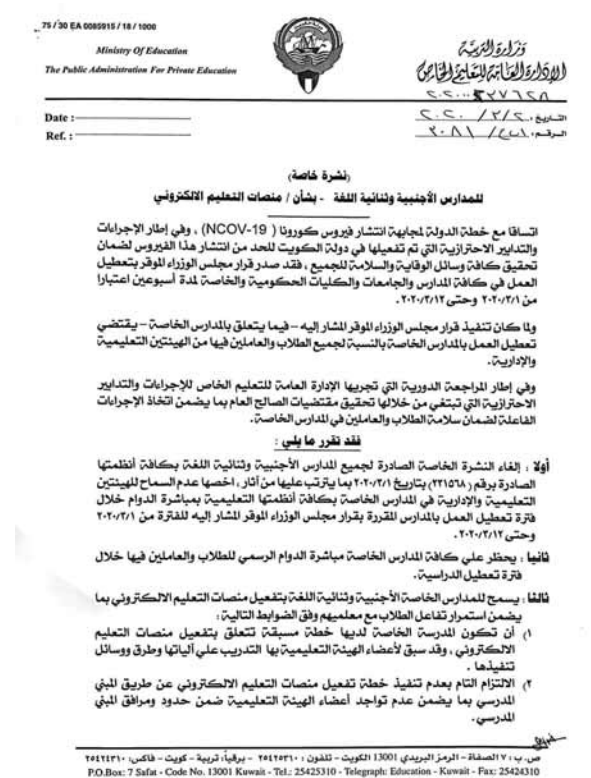 75 / 30 EA 0085915 / 18 / 1000
Ministry Of Education
The Public Administration For Private Education
وزارة التربية
الإدارة العامة للتعليم الخاص
Date :
Ref. :
التاريخ : ٢٠٢٠/٣/٢
الرقم :
(نشرة خاصة)
للمدارس الأجنبية وثنائية اللغة - بشأن / منصات التعليم الالكتروني
اتساقا مع خطة الدولة لمجابهة انتشار فيروس كورونا ( NCOV-19) ، وفي إطار الإجراءات
والتدابير الاحترازية التي تم تفعيلها في دولة الكويت للحد من انتشار هذا الفيروس لضمان
تحقيق كافة وسائل الوقاية والسلامة للجميع ، فقد صدر قرار مجلس الوزراء الموقر بتعطيل
العمل في كافة المدارس والجامعات والكليات الحكومية والخاصة لمدة أسبوعين اعتبارا
من ٢٠٢٠/٣/١ وحتى ٢٠٢٠/٣/١٢ .
ولما كان تنفيذ قرار مجلس الوزراء الموقر المشار إليه – فيما يتعلق بالمدارس الخاصة – يقتضي
تعطيل العمل بالمدارس الخاصة بالنسبة لجميع الطلاب والعاملين فيها من الهيئتين التعليمية
والإدارية.
وفي إطار المراجعة الدورية التي تجريها الإدارة العامة للتعليم الخاص للإجراءات والتدابير
الاحترازية التي تبتغي من خلالها تحقيق مقتضيات الصالح العام بما يضمن اتخاذ الإجراءات
الفاعلة لضمان سلامة الطلاب والعاملين في المدارس الخاصة.
فقد تقرر ما يلي :
أولا : إلغاء النشرة الخاصة الصادرة لجميع المدارس الأجنبية وثنائية اللغة بكافة أنظمتها
الصادرة برقم (٢٢١٥٦٨) بتاريخ ٢٠٢٠/٣/١ بما يترتب عليها من آثار ، اخصها عدم السماح للهيئتين
التعليمية والإدارية في المدارس الخاصة بكافة أنظمتها التعليمية بمباشرة الدوام خلال
فترة تعطيل العمل بالمدارس المقررة بقرار مجلس الوزراء الموقر المشار إليه للفترة من ٢٠٢٠/٣/١
وحتى ٢٠٢٠/٣/١٢.
ثانيا : يحظر علي كافة المدارس الخاصة مباشرة الدوام الرسمي للطلاب والعاملين فيها خلال
فترة تعطيل الدراسية.
ثالثا : يسمح للمدارس الخاصة الأجنبية وثنائية اللغة بتفعيل منصات التعليم الالكتروني بما
يضمن استمرار تفاعل الطلاب مع معلميهم وفق الضوابط التالية :
١) أن تكون المدرسة الخاصة لديها خطة مسبقة تتعلق بتفعيل منصات التعليم
الالكتروني ، وقد سبق لأعضاء الهيئة التعليمية بها التدريب علي آلياتها وطرق ووسائل
تنفيذها .
٢) الالتزام التام بعدم تنفيذ خطة تفعيل منصات التعليم الالكتروني عن طريق المبني
المدرسي بما يضمن عدم تواجد أعضاء الهيئة التعليمية ضمن حدود ومرافق المبني
المدرسي.
ص. ب : ٧ الصفاة - الرمز البريدي 13001 الكويت - تلفون : ٢٥٤٢٥٣١٠ - برقيا: تربية - كويت - فاكس: ٢٥٤٢٤٣١٠
P.O.Box: 7 Safat - Code No. 13001 Kuwait - Tel.: 25425310 - Telegraph: Education - Kuwait - Fax: 25424310